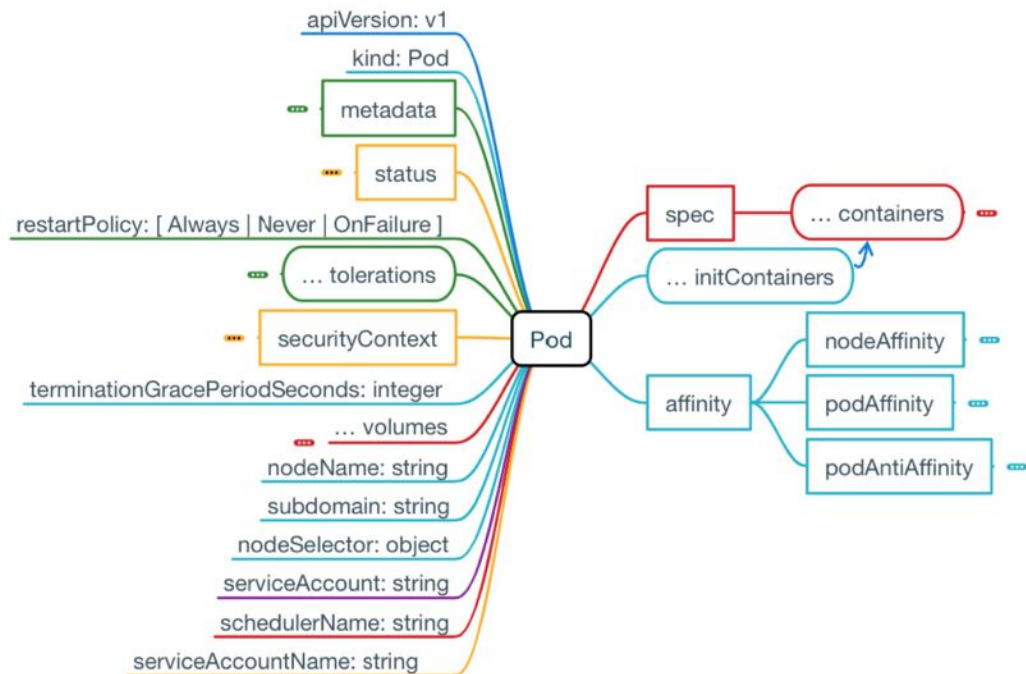 apiVersion: v1
kind: Pod
metadata
status
restartPolicy: [ Always | Never | OnFailure ]
... tolerations
securityContext
terminationGracePeriodSeconds: integer
... volumes
nodeName: string
subdomain: string
nodeSelector: object
serviceAccount: string
schedulerName: string
serviceAccountName: string
Pod
spec
... containers
... initContainers
affinity
nodeAffinity
podAffinity
podAntiAffinity